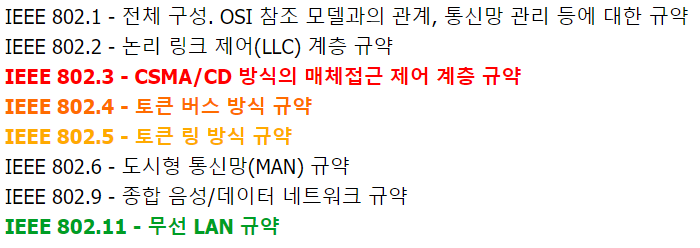 IEEE 802.1 - 전체 구성. OSI 참조 모델과의 관계, 통신망 관리 등에 대한 규약
IEEE 802.2 - 논리 링크 제어(LLC) 계층 규약
IEEE 802.3 - CSMA/CD 방식의 매체접근 제어 계층 규약
IEEE 802.4 - 토큰 버스 방식 규약
IEEE 802.5 - 토큰 링 방식 규약
IEEE 802.6 - 도시형 통신망(MAN) 규약
IEEE 802.9 - 종합 음성/데이터 네트워크 규약
IEEE 802.11 - 무선 LAN 규약